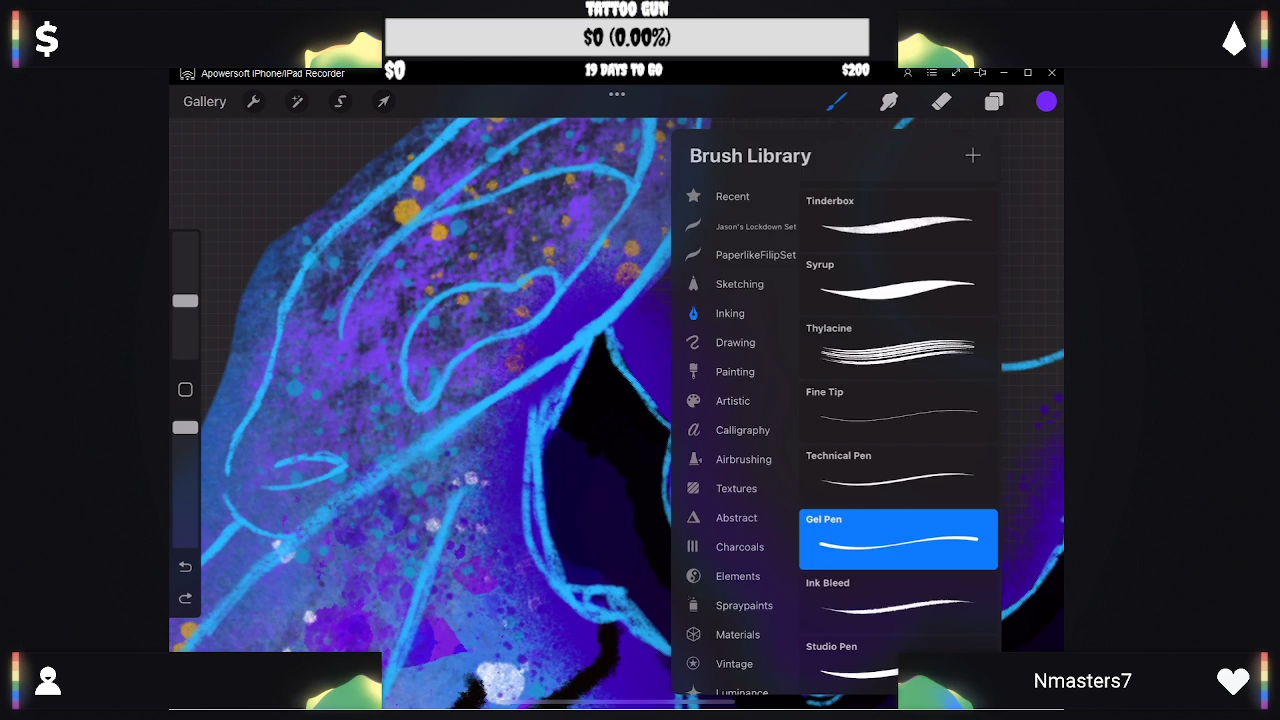 TATTOO GUN
$0 (0.00%)
$0
19 DAYS TO GO
$200
$
Apowersoft iPhone/iPad Recorder
Gallery
Brush Library
Recent
Jason's Lockdown Set
PaperlikeFilipSet
Sketching
Inking
Drawing
Painting
Artistic
Calligraphy
Airbrushing
Textures
Abstract
Charcoals
Elements
Spraypaints
Materials
Vintage
Luminance
Tinderbox
Syrup
Thylacine
Fine Tip
Technical Pen
Gel Pen
Ink Bleed
Studio Pen
Nmasters7